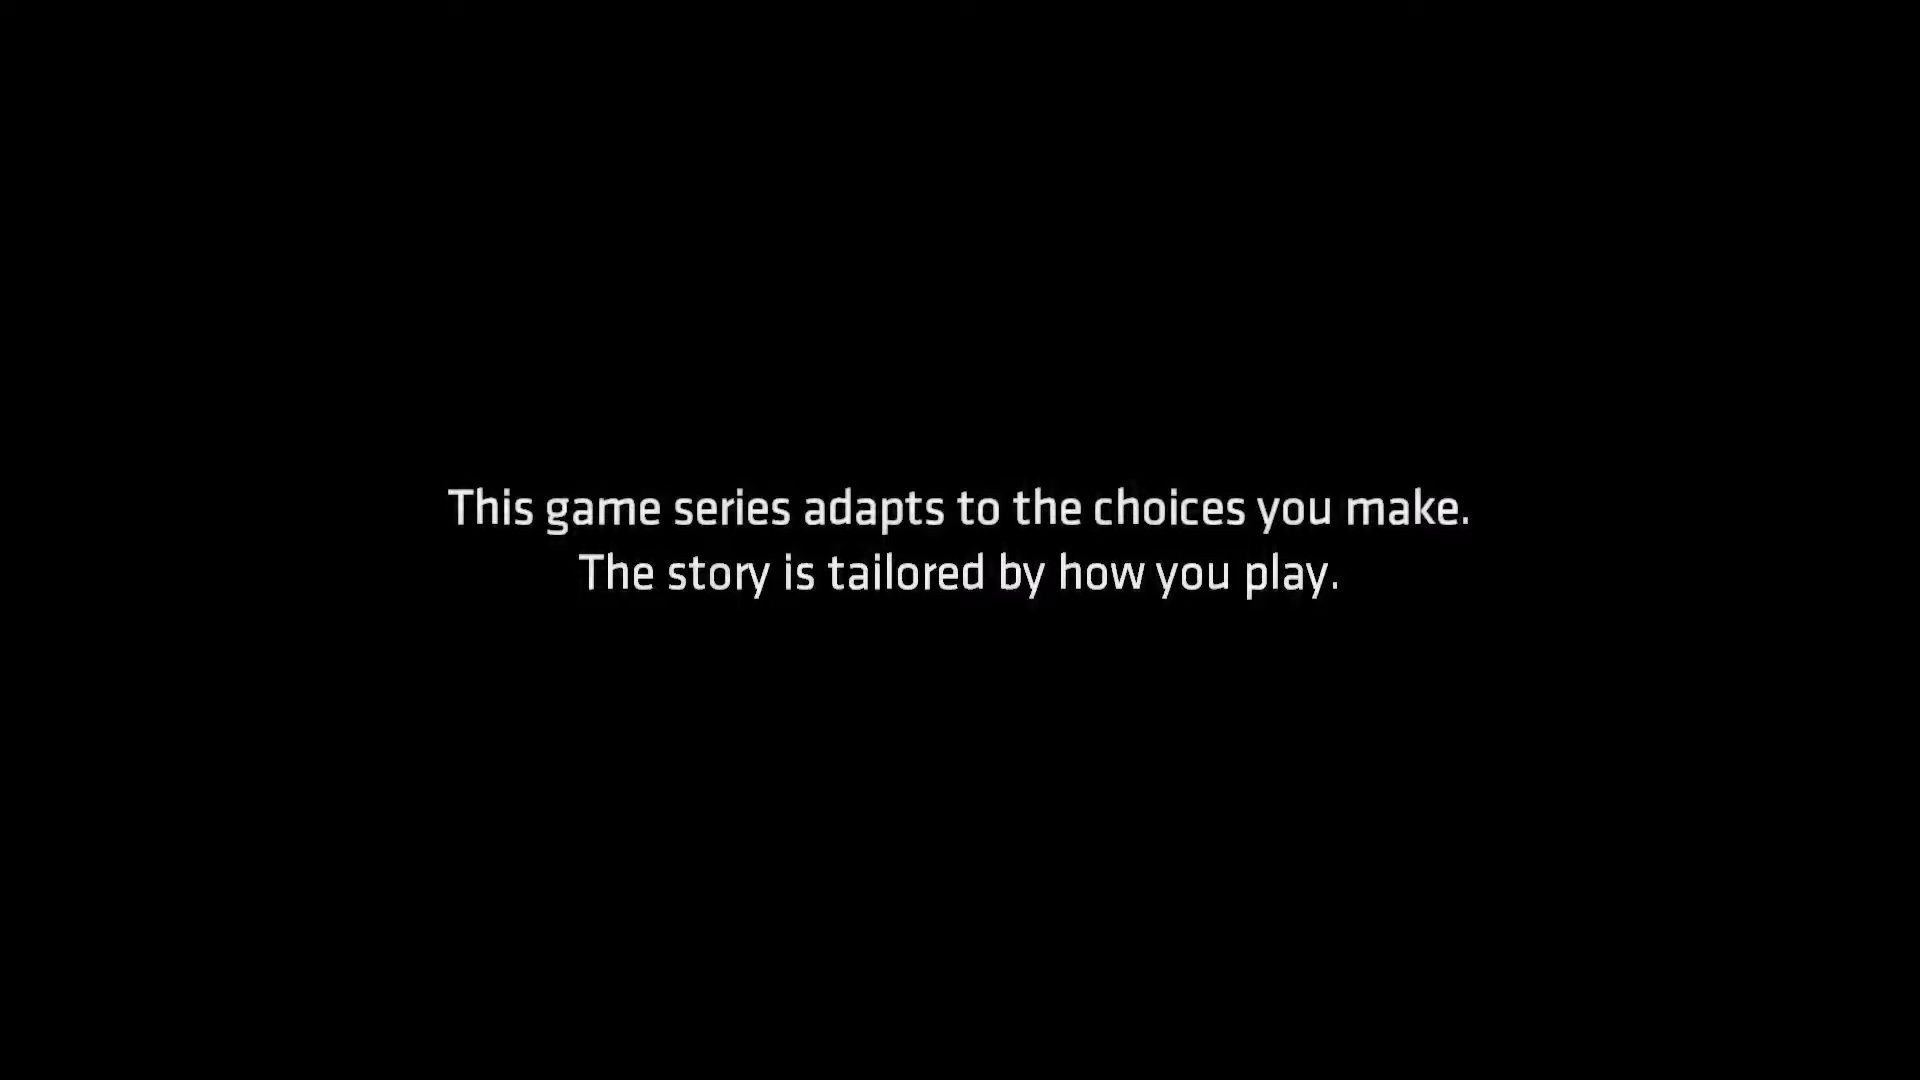 This game series adapts to the choices you make.
The story is tailored by how you play.